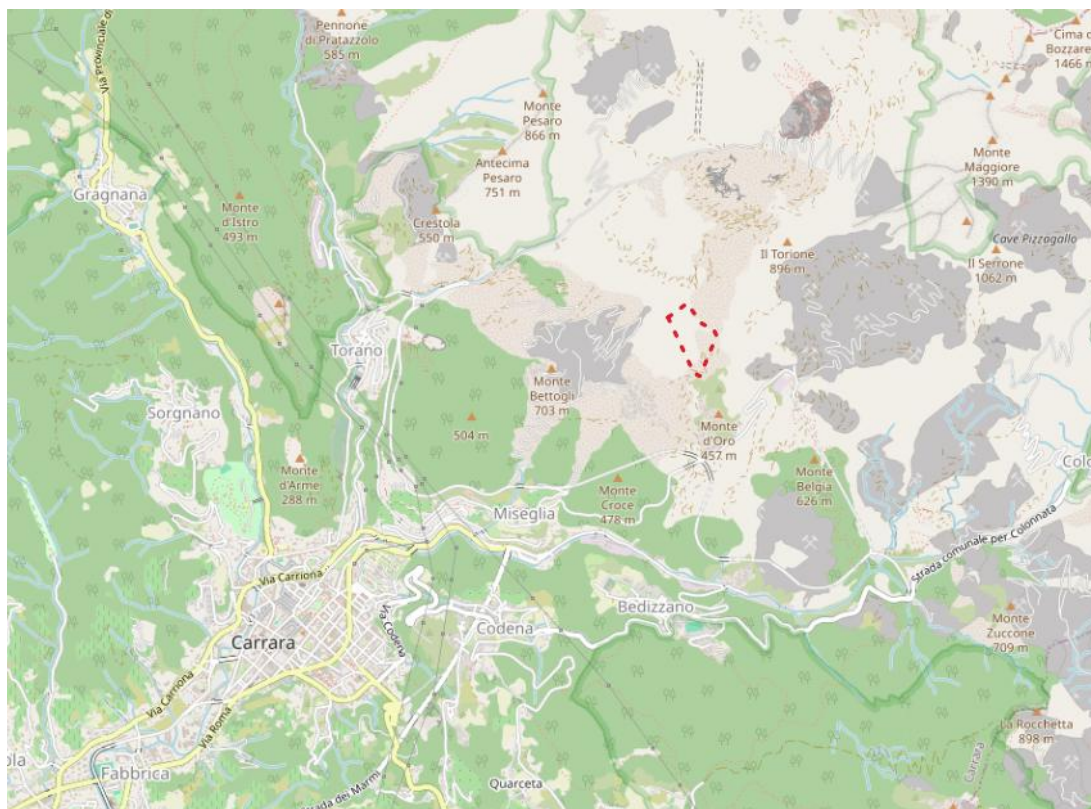 Pennone
di Pratazzolo
585 m
Via Provinciale di
Cima
Bozzare
1466 m
Monte
Pesaro
866 m
Antecima
Pesaro
751 m
Monte
Maggiore
1390 m
Gragnana
Monte
d'Istro
493 m
Crestola
550 m
Cave Pizzagallo
Il Torione
896 m
Il Serrone
1062 m
Torano
Monte
Bettogli
703 m
Sorgnano
504 m
Monte
d'Oro
457 m
Monte
d'Arme
288 m
Monte
Croce
478 m
Monte
Belgia
626 m
Colo
Miseglia
Strada comunale per Colonnata
Via Carriona
Bedizzano
Via Codena
Codena
Carrara
Monte
Zuccone
709 m
Via Carriona
Via Roma
La Rocchetta
898 m
Carrara
ola
Fabbrica
Strada dei Marmi
Quarceta